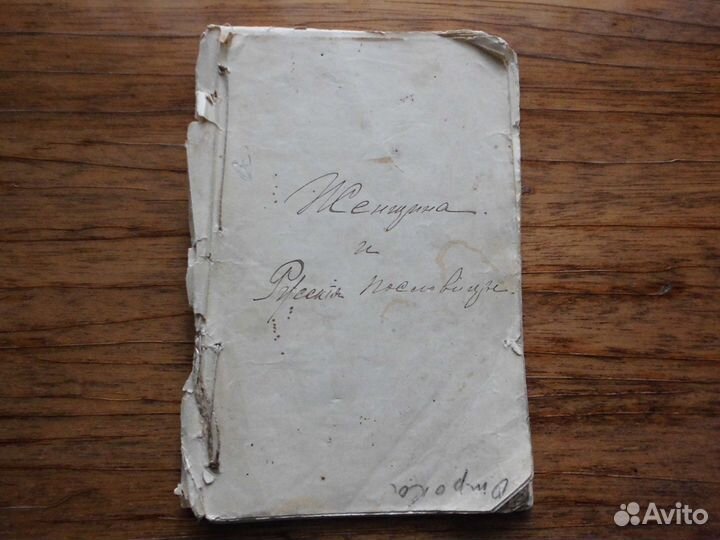 Женщина.
и
Русскія пословицы.
Avito